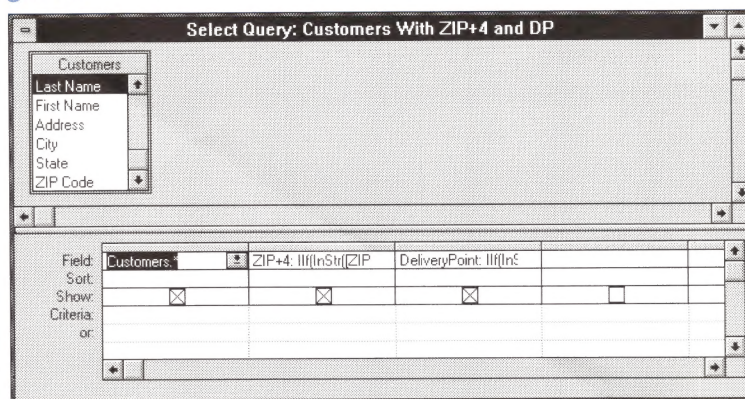 Select Query: Customers With ZIP+4 and DP
Customers
Last Name
First Name
Address
City
State
ZIP Code
Field: Customers.* ZIP+4: IIf(InStr([ZIP DeliveryPoint: IIf(InS
Sort:
Show:
Criteria:
or: